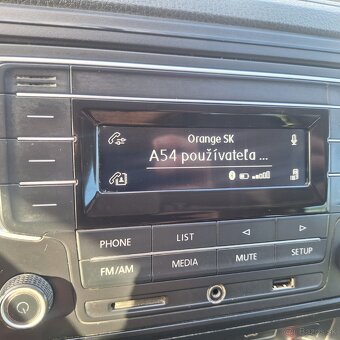 Orange SK
A54 používateľa ...
PHONE
LIST
FM/AM
MEDIA
MUTE
SETUP